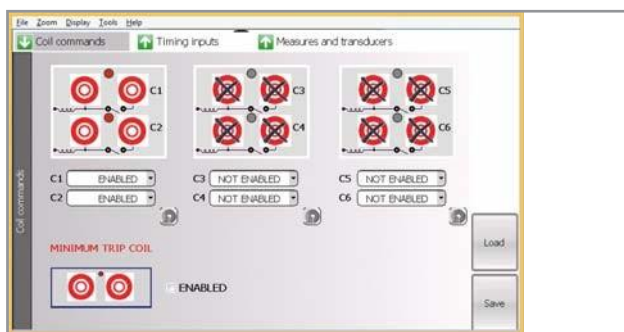 File Zoom Display Tools Help
Coil commands Timing inputs Measures and transducers
C1 C3 C5
C2 C4 C6
C1 ENABLED C3 NOT ENABLED C5 NOT ENABLED
C2 ENABLED C4 NOT ENABLED C6 NOT ENABLED
Coil commands
MINIMUM TRIP COIL
ENABLED
Load
Save